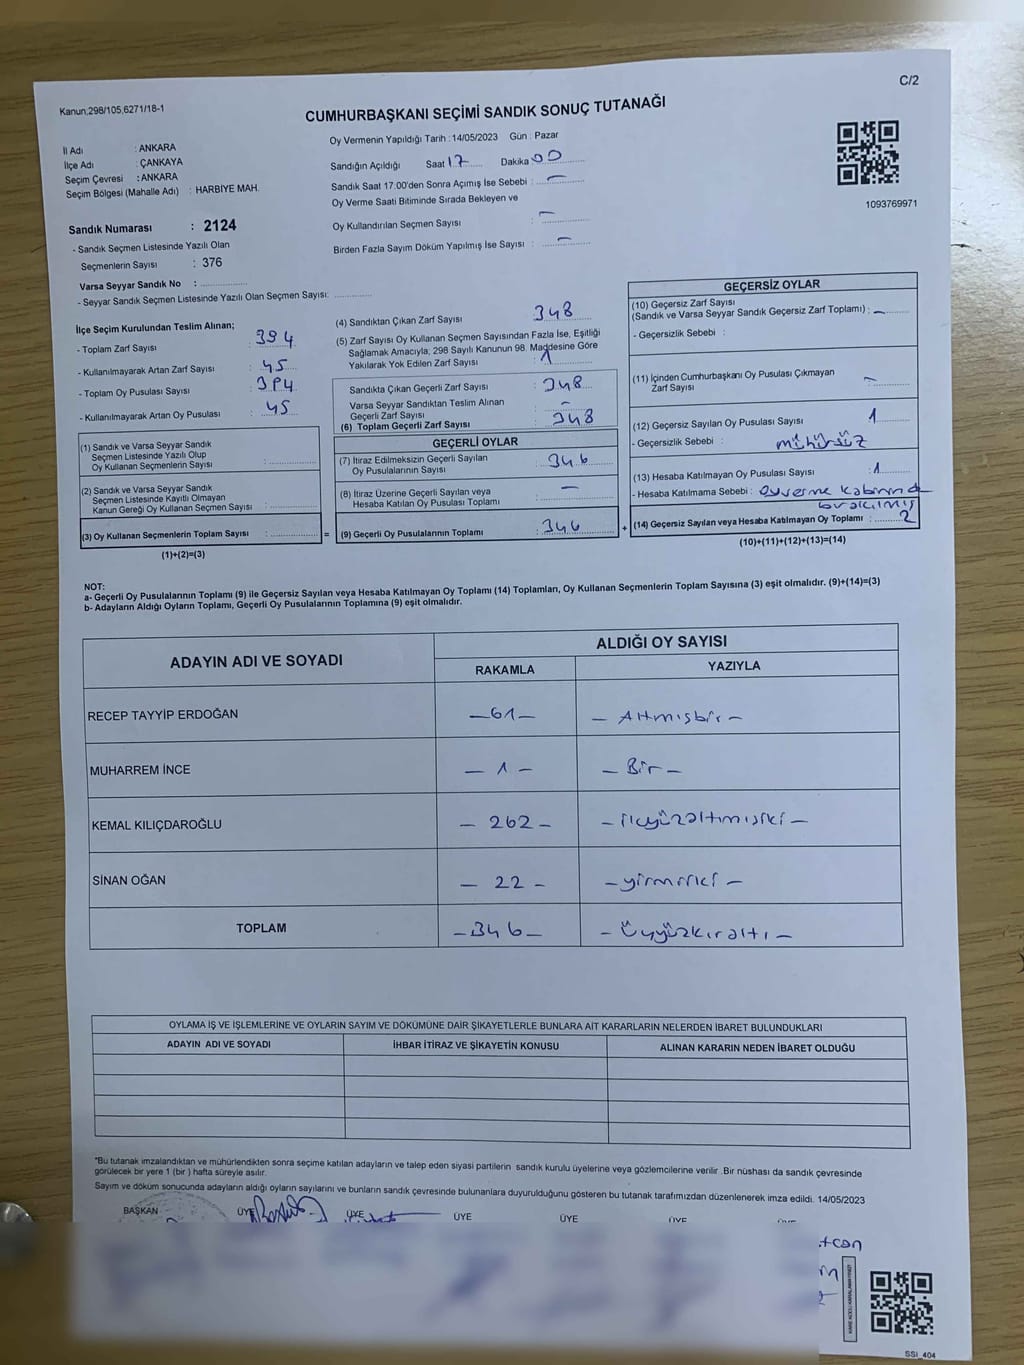 C/2
Kanun,298/105,6271/18-1
CUMHURBAŞKANI SEÇİMİ SANDIK SONUÇ TUTANAĞI
İl Adı : ANKARA
İlçe Adı : ÇANKAYA
Seçim Çevresi : ANKARA
Seçim Bölgesi (Mahalle Adı) : HARBIYE MAH.
Oy Vermenin Yapıldığı Tarih : 14/05/2023 Gün : Pazar
Sandığın Açıldığı Saat 17 Dakika 00
Sandık Saat 17.00'den Sonra Açımış İse Sebebi : —
Oy Verme Saati Bitiminde Sırada Bekleyen ve
Oy Kullandırılan Seçmen Sayısı : —
Birden Fazla Sayım Döküm Yapılmış İse Sayısı : —
1093769971
Sandık Numarası : 2124
- Sandık Seçmen Listesinde Yazılı Olan
Seçmenlerin Sayısı : 376
Varsa Seyyar Sandık No :
- Seyyar Sandık Seçmen Listesinde Yazılı Olan Seçmen Sayısı:
İlçe Seçim Kurulundan Teslim Alınan;
- Toplam Zarf Sayısı : 394
- Kullanılmayarak Artan Zarf Sayısı : 45
- Toplam Oy Pusulası Sayısı : 394
- Kullanılmayarak Artan Oy Pusulası : 45
(1) Sandık ve Varsa Seyyar Sandık
Seçmen Listesinde Yazılı Olup
Oy Kullanan Seçmenlerin Sayısı :
(2) Sandık ve Varsa Seyyar Sandık
Seçmen Listesinde Kayıtlı Olmayan
Kanun Gereği Oy Kullanan Seçmen Sayısı :
(3) Oy Kullanan Seçmenlerin Toplam Sayısı : =
(1)+(2)=(3)
(4) Sandıktan Çıkan Zarf Sayısı : 348
(5) Zarf Sayısı Oy Kullanan Seçmen Sayısından Fazla İse, Eşitliği
Sağlamak Amacıyla, 298 Sayılı Kanunun 98. Maddesine Göre
Yakılarak Yok Edilen Zarf Sayısı : 1
Sandıkta Çıkan Geçerli Zarf Sayısı : 348
Varsa Seyyar Sandıktan Teslim Alınan
Geçerli Zarf Sayısı : —
(6) Toplam Geçerli Zarf Sayısı : 348
GEÇERLİ OYLAR
(7) İtiraz Edilmeksizin Geçerli Sayılan
Oy Pusulalarının Sayısı : 346
(8) İtiraz Üzerine Geçerli Sayılan veya
Hesaba Katılan Oy Pusulası Toplamı : —
(9) Geçerli Oy Pusulalarının Toplamı : 346 +
GEÇERSİZ OYLAR
(10) Geçersiz Zarf Sayısı
(Sandık ve Varsa Seyyar Sandık Geçersiz Zarf Toplamı) : —
- Geçersizlik Sebebi :
(11) İçinden Cumhurbaşkanı Oy Pusulası Çıkmayan
Zarf Sayısı : —
(12) Geçersiz Sayılan Oy Pusulası Sayısı : 1
- Geçersizlik Sebebi : mühürsüz
(13) Hesaba Katılmayan Oy Pusulası Sayısı : 1
- Hesaba Katılmama Sebebi : oyverme kabininde
bırakılmış
(14) Geçersiz Sayılan veya Hesaba Katılmayan Oy Toplamı : 2
(10)+(11)+(12)+(13)=(14)
NOT:
a- Geçerli Oy Pusulalarının Toplamı (9) ile Geçersiz Sayılan veya Hesaba Katılmayan Oy Toplamı (14) Toplamları, Oy Kullanan Seçmenlerin Toplam Sayısına (3) eşit olmalıdır. (9)+(14)=(3)
b- Adayların Aldığı Oyların Toplamı, Geçerli Oy Pusulalarının Toplamına (9) eşit olmalıdır.
ADAYIN ADI VE SOYADI
ALDIĞI OY SAYISI
RAKAMLA YAZIYLA
RECEP TAYYİP ERDOĞAN —61— — Altmışbir —
MUHARREM İNCE — 1 — — Bir —
KEMAL KILIÇDAROĞLU — 262 — — ikiyüzaltmışiki —
SİNAN OĞAN — 22 — — yirmiiki —
TOPLAM —346— — üçyüzkıraltı —
OYLAMA İŞ VE İŞLEMLERINE VE OYLARIN SAYIM VE DÖKÜMÜNE DAİR ŞİKAYETLERLE BUNLARA AİT KARARLARIN NELERDEN İBARET BULUNDUKLARI
ADAYIN ADI VE SOYADI İHBAR İTİRAZ VE ŞİKAYETİN KONUSU ALINAN KARARIN NEDEN İBARET OLDUĞU
"Bu tutanak imzalandıktan ve mühürlendikten sonra seçime katılan adayların ve talep eden siyasi partilerin sandık kurulu üyelerine veya gözlemcilerine verilir .Bir nüshası da sandık çevresinde
görülecek bir yere 1 (bir ) hafta süreyle asılır.
Sayım ve döküm sonucunda adayların aldığı oyların sayılarını ve bunların sandık çevresinde bulunanlara duyurulduğunu gösteren bu tutanak tarafımızdan düzenlenerek imza edildi. 14/05/2023
BAŞKAN ÜYE ÜYE ÜYE ÜYE ÜYE
SSI_404